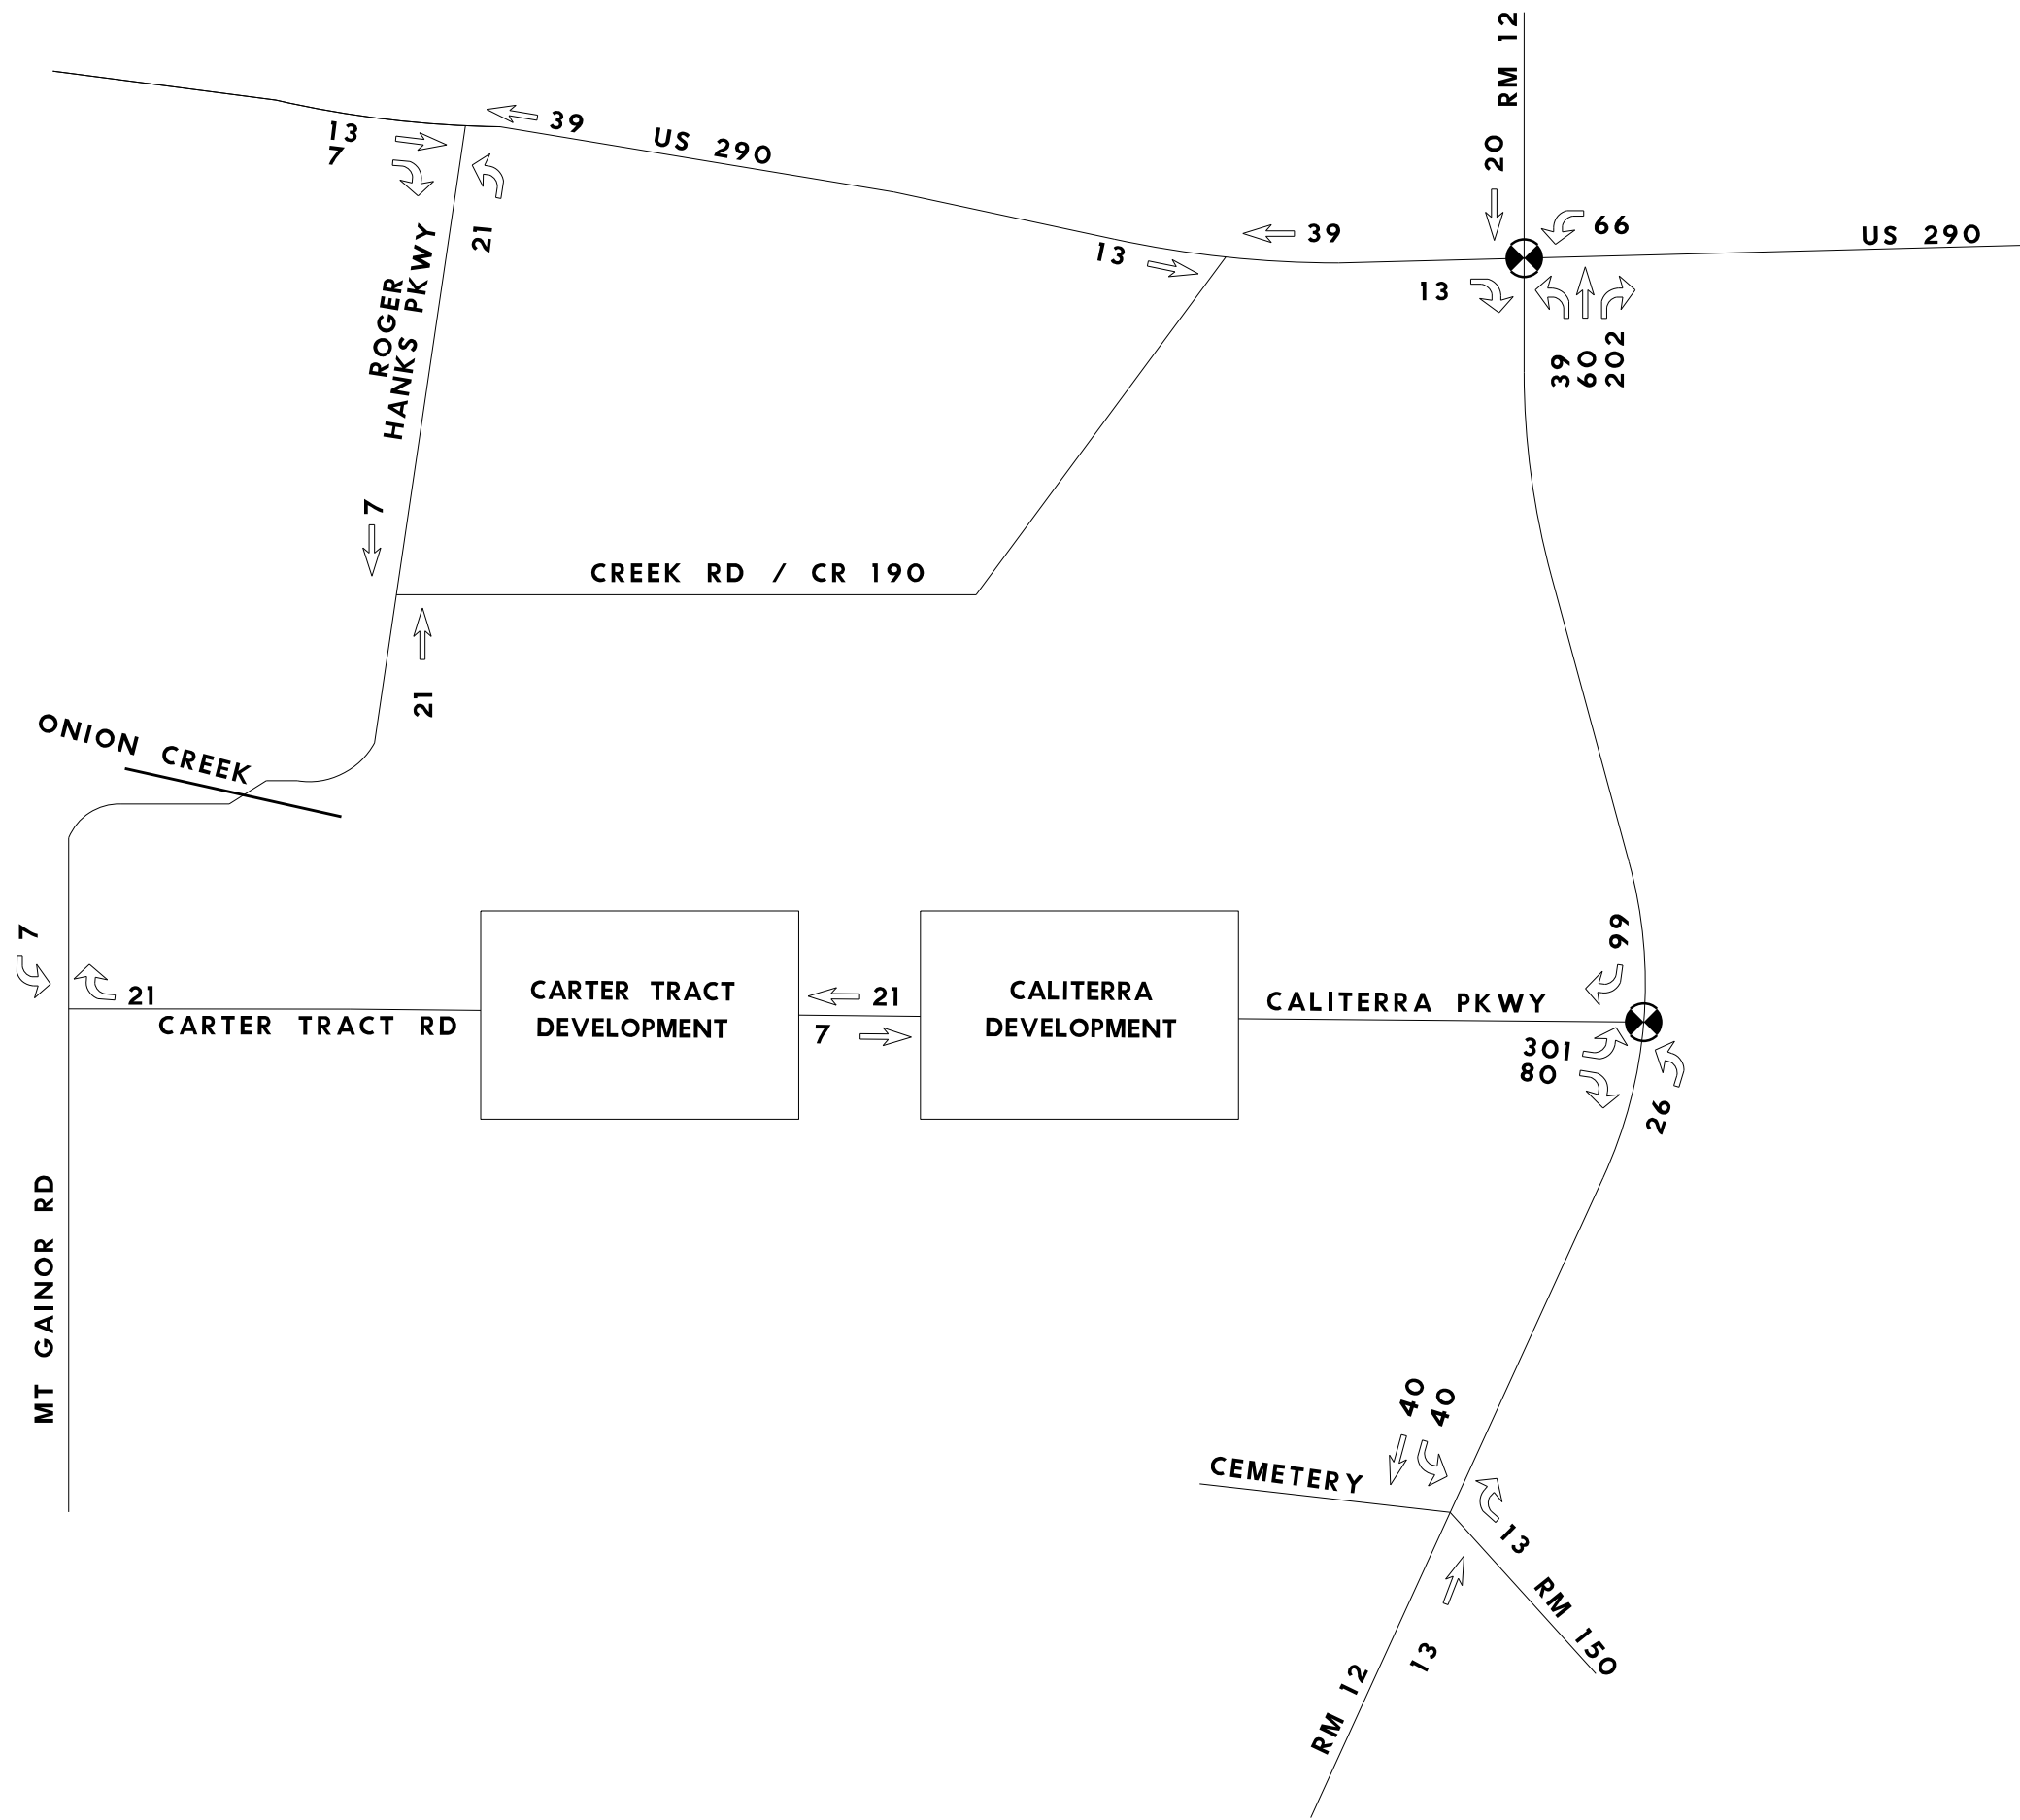 RM 12
20
39
US 290
13
7
21
ROGER
HANKS PKWY
39
13
66
US 290
13
39
60
202
7
CREEK RD / CR 190
21
ONION CREEK
7
21
CARTER TRACT RD
CARTER TRACT
DEVELOPMENT
21
7
CALITERRA
DEVELOPMENT
CALITERRA PKWY
99
301
80
26
MT GAINOR RD
40
40
CEMETERY
13
RM 150
13
RM 12